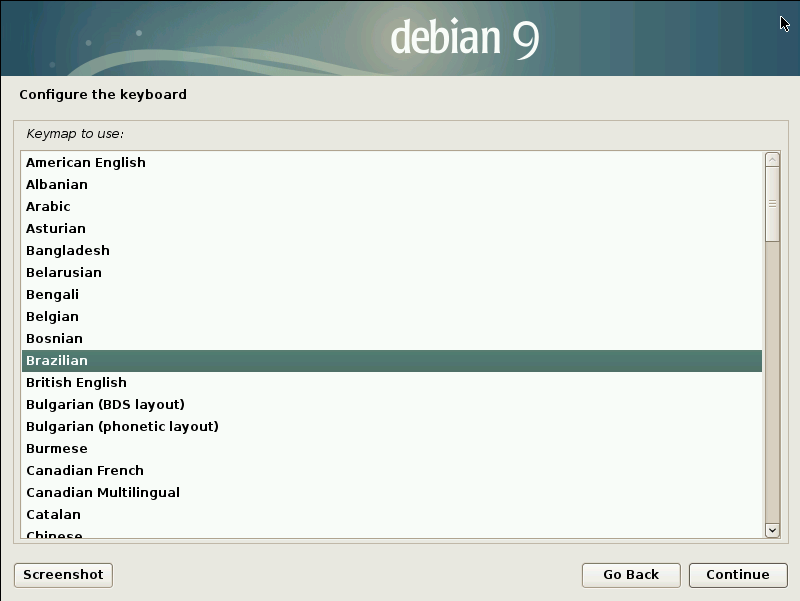 debian 9
Configure the keyboard
Keymap to use:
American English
Albanian
Arabic
Asturian
Bangladesh
Belarusian
Bengali
Belgian
Bosnian
Brazilian
British English
Bulgarian (BDS layout)
Bulgarian (phonetic layout)
Burmese
Canadian French
Canadian Multilingual
Catalan
Chinese
Screenshot
Go Back
Continue